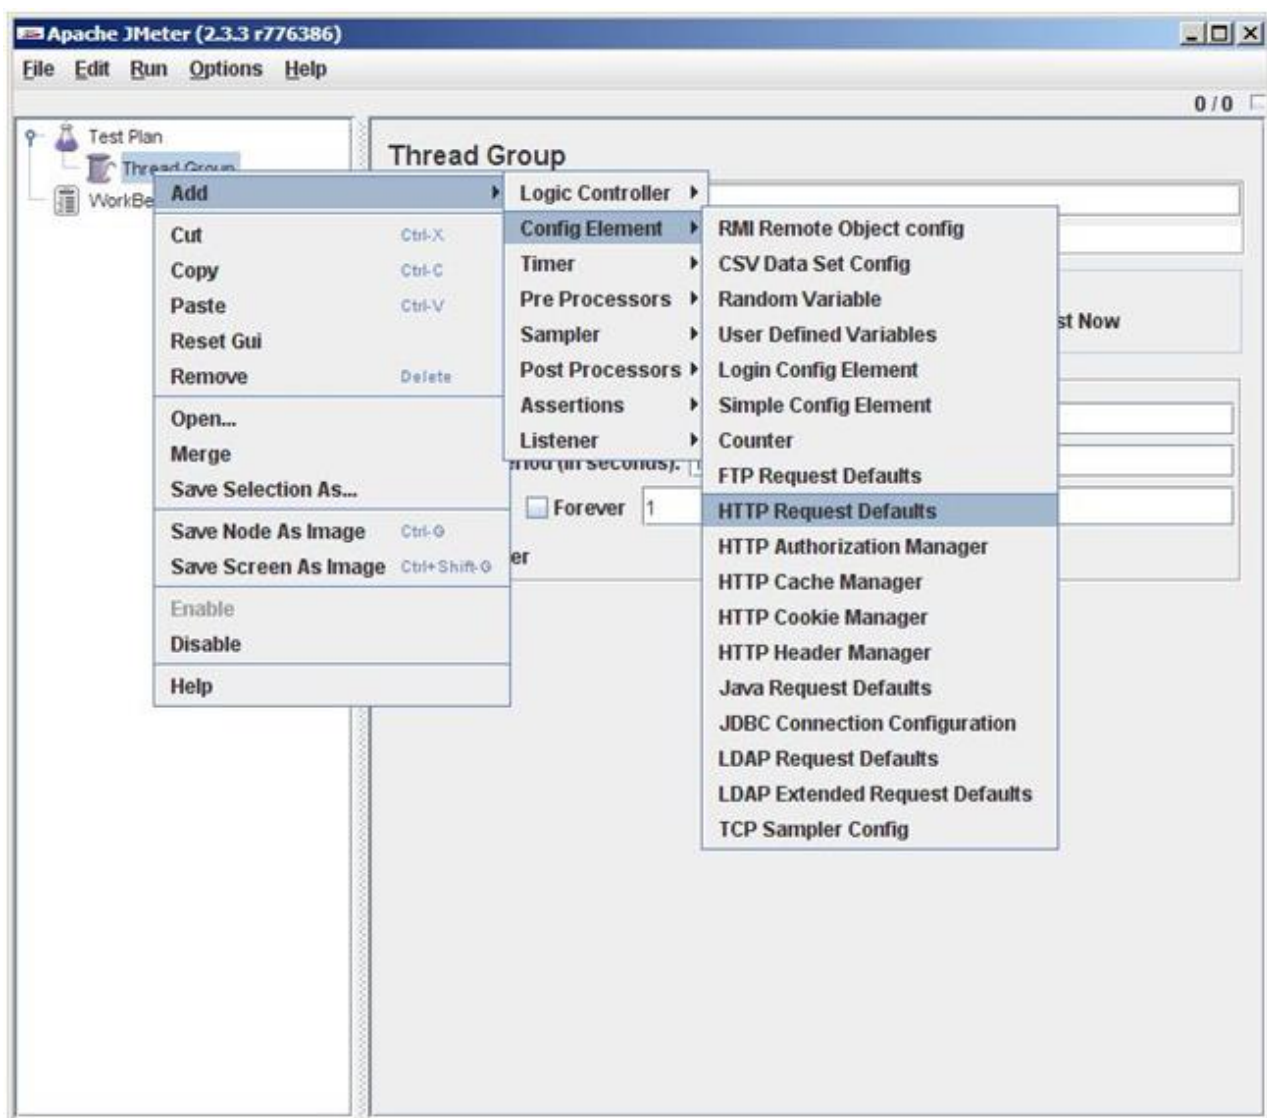 Apache JMeter (2.3.3 r776386)
File Edit Run Options Help
0 / 0
Test Plan
Thread Group
WorkBe
Thread Group
Add
Cut Ctrl-X
Copy Ctrl-C
Paste Ctrl-V
Reset Gui
Remove Delete
Open...
Merge
Save Selection As...
Save Node As Image Ctrl-G
Save Screen As Image Ctrl+Shift-G
Enable
Disable
Help
Logic Controller
Config Element
Timer
Pre Processors
Sampler
Post Processors
Assertions
Listener
RMI Remote Object config
CSV Data Set Config
Random Variable
User Defined Variables
Login Config Element
Simple Config Element
Counter
FTP Request Defaults
HTTP Request Defaults
HTTP Authorization Manager
HTTP Cache Manager
HTTP Cookie Manager
HTTP Header Manager
Java Request Defaults
JDBC Connection Configuration
LDAP Request Defaults
LDAP Extended Request Defaults
TCP Sampler Config
st Now
(in seconds):
Forever 1
er